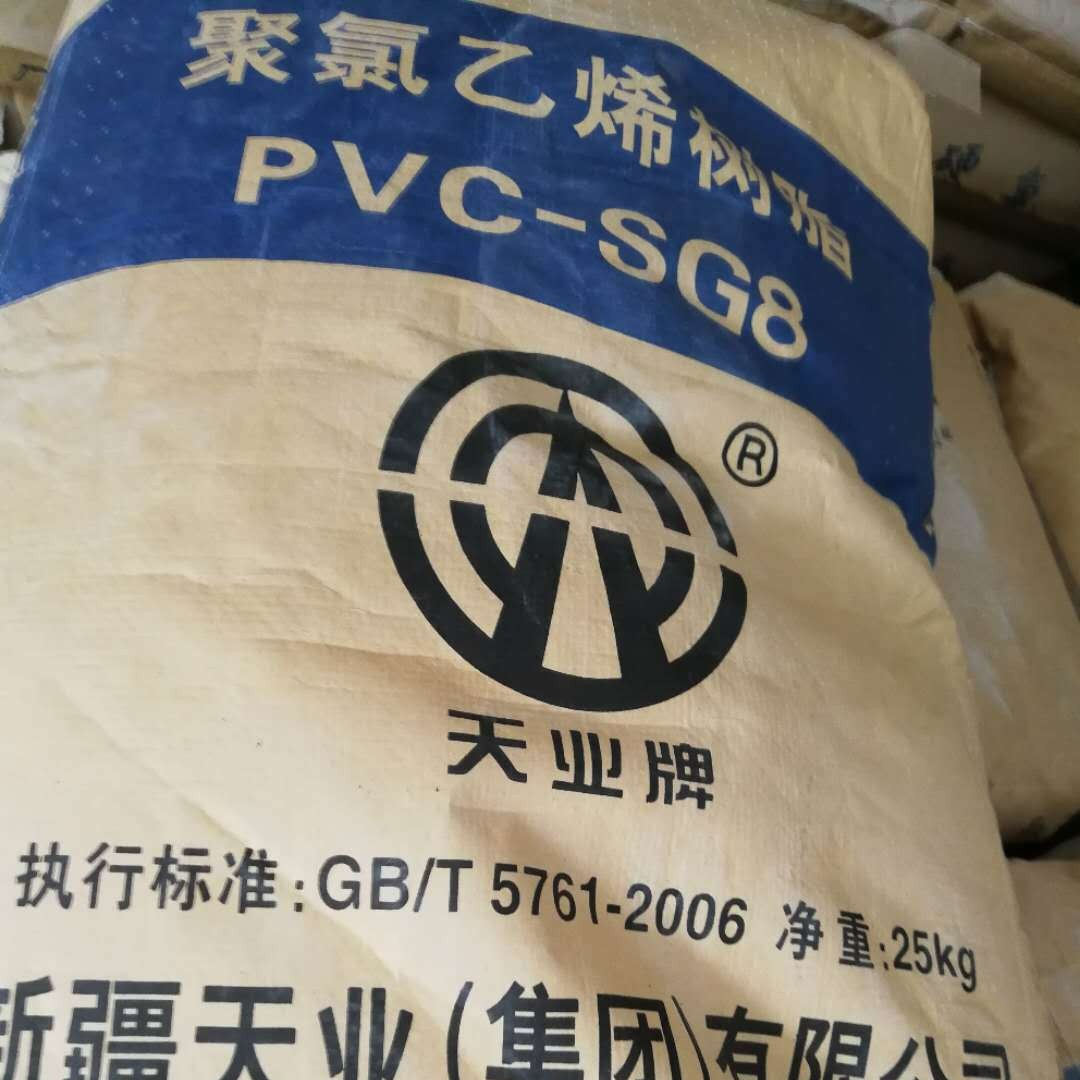 聚氯乙烯树脂
PVC-SG8
®
天业牌
执行标准:GB/T 5761-2006 净重:25kg
新疆天业(集团)有限公司